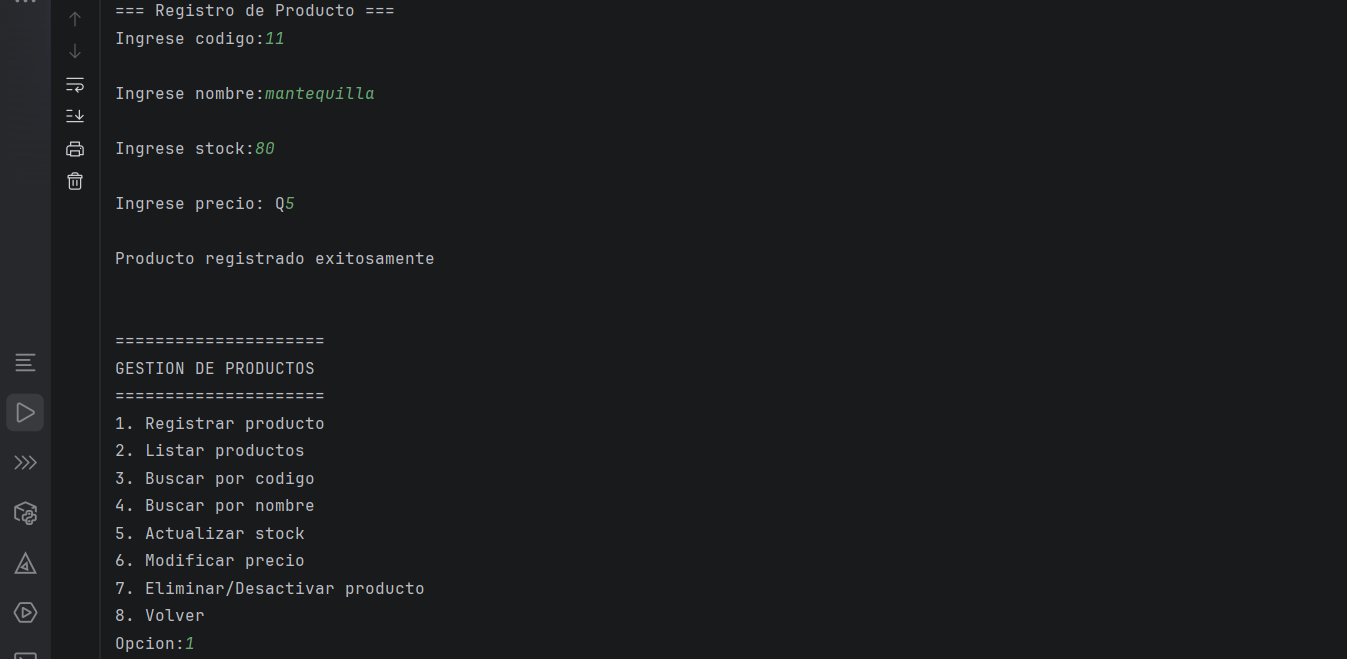 === Registro de Producto ===
Ingrese codigo:11
Ingrese nombre:mantequilla
Ingrese stock:80
Ingrese precio: Q5
Producto registrado exitosamente
=====================
GESTION DE PRODUCTOS
=====================
1. Registrar producto
2. Listar productos
3. Buscar por codigo
4. Buscar por nombre
5. Actualizar stock
6. Modificar precio
7. Eliminar/Desactivar producto
8. Volver
Opcion:1